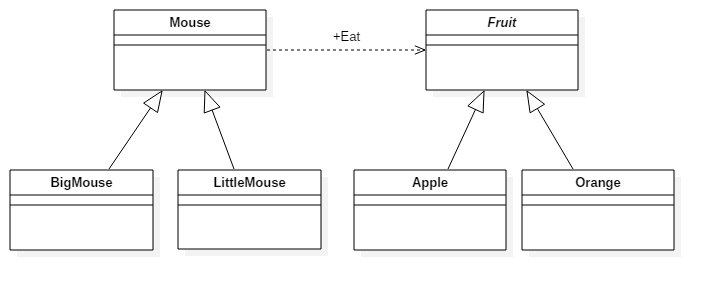 Mouse
+Eat
Fruit
BigMouse
LittleMouse
Apple
Orange